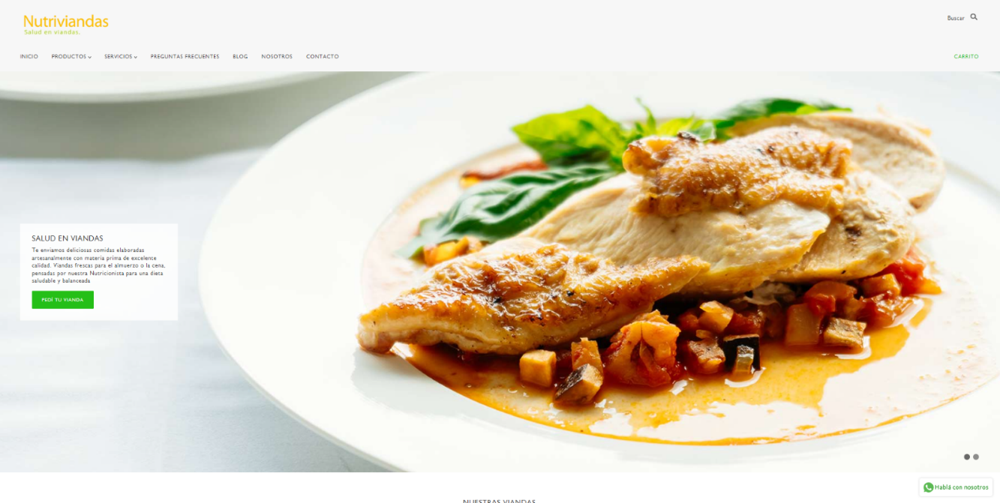 Nutriviandas
Salud en viandas.
Buscar
INICIO PRODUCTOS SERVICIOS PREGUNTAS FRECUENTES BLOG NOSOTROS CONTACTO CARRITO
SALUD EN VIANDAS
Te enviamos deliciosas comidas elaboradas
artesanalmente con materia prima de excelente
calidad. Viandas frescas para el almuerzo o la cena,
pensadas por nuestra Nutricionista para una dieta
saludable y balanceada
PEDÍ TU VIANDA
Hablá con nosotros
NUESTRAS VIANDAS